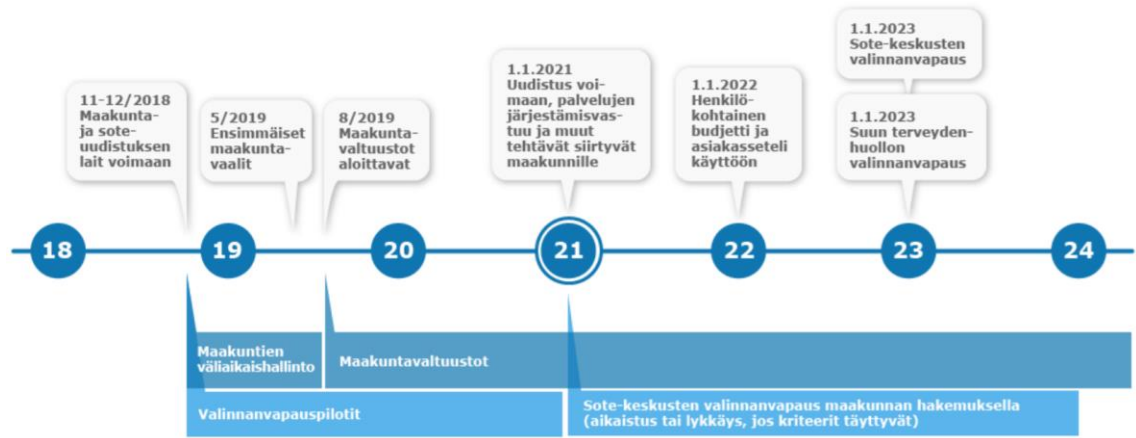 11-12/2018
Maakunta-
ja sote-
uudistuksen
lait voimaan
5/2019
Ensimmäiset
maakunta-
vaalit
8/2019
Maakunta-
valtuustot
aloittavat
1.1.2021
Uudistus voi-
maan, palvelujen
järjestämisvas-
tuu ja muut
tehtävät siirtyvät
maakunnille
1.1.2022
Henkilö-
kohtainen
budjetti ja
asiakasseteli
käyttöön
1.1.2023
Sote-keskusten
valinnanvapaus
1.1.2023
Suun terveyden-
huollon
valinnanvapaus
18 19 20 21 22 23 24
Maakuntien
väliaikaishallinto
Maakuntavaltuustot
Valinnanvapauspilotit
Sote-keskusten valinnanvapaus maakunnan hakemuksella
(aikaistus tai lykkäys, jos kriteerit täyttyvät)